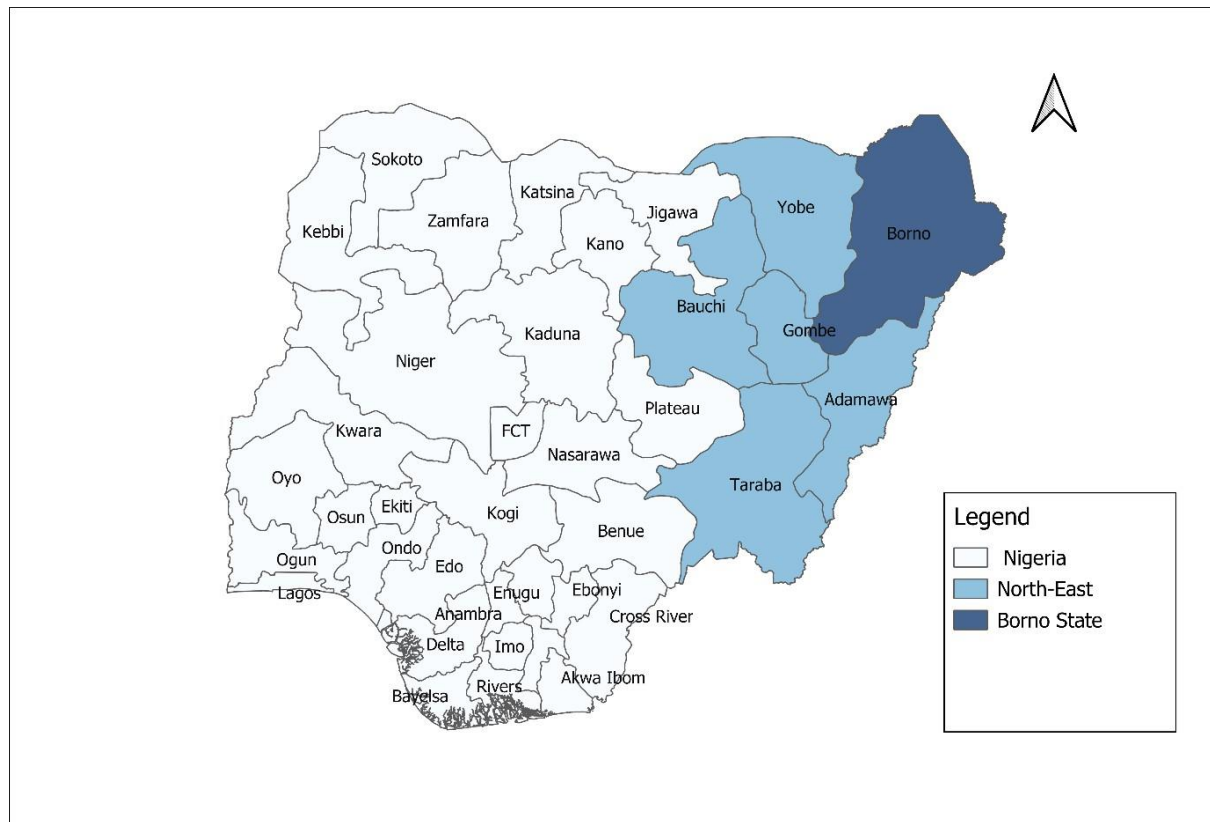 Sokoto
Katsina
Yobe
Jigawa
Zamfara
Kebbi
Borno
Kano
Bauchi
Gombe
Kaduna
Niger
Adamawa
Plateau
FCT
Kwara
Nasarawa
Oyo
Taraba
Ekiti
Osun
Kogi
Benue
Ondo
Ogun
Edo
Lagos
Enugu
Ebonyi
Anambra
Cross River
Delta
Imo
Akwa Ibom
Rivers
Bayelsa
Legend
Nigeria
North-East
Borno State